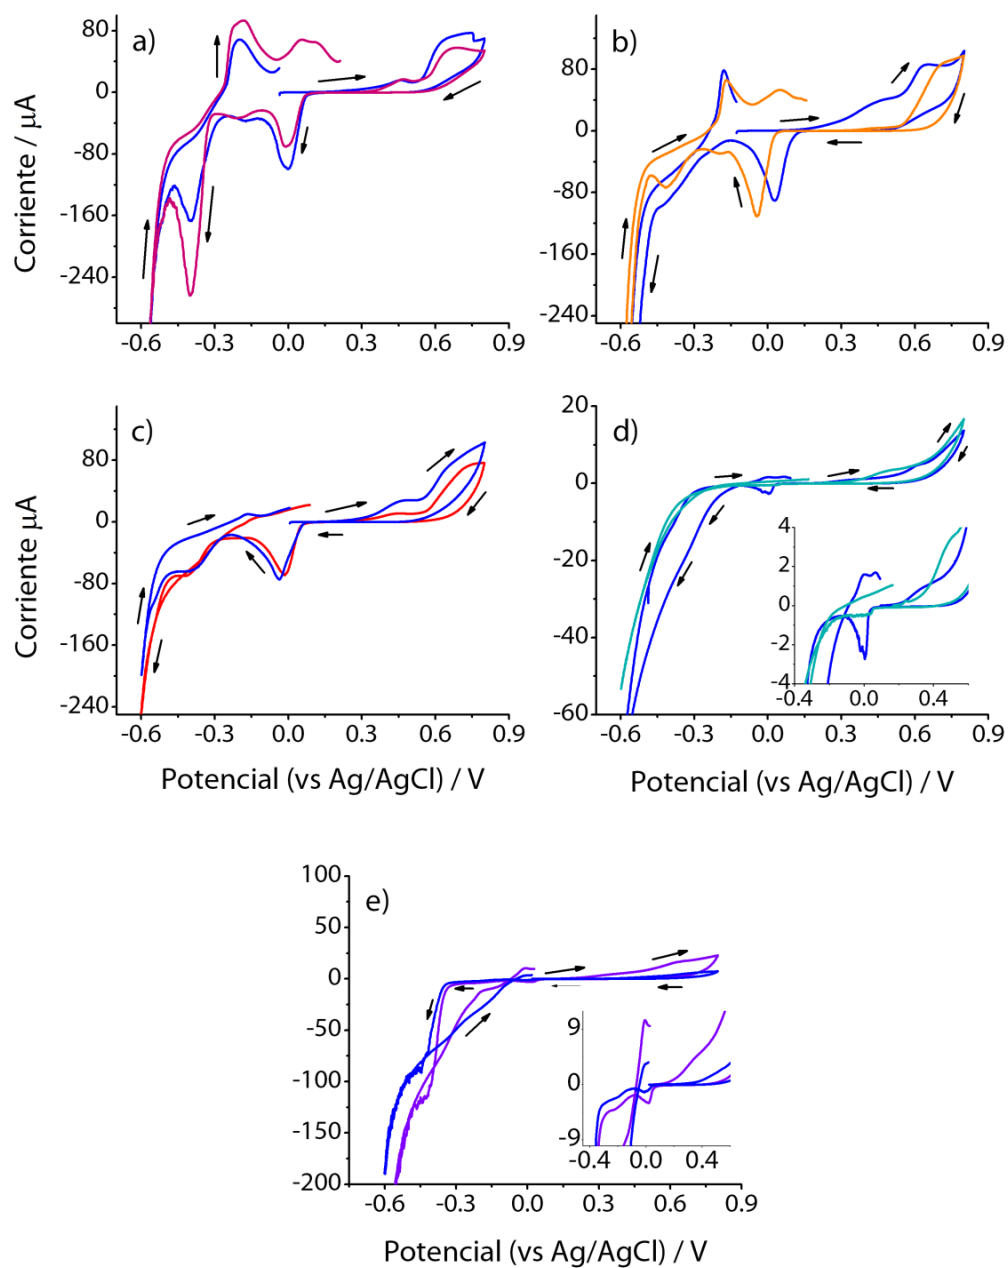 a)
80
0
-80
-160
-240
-0.6 -0.3 0.0 0.3 0.6 0.9
Corriente / µA
b)
80
0
-80
-160
-240
-0.6 -0.3 0.0 0.3 0.6 0.9
c)
80
0
-80
-160
-240
-0.6 -0.3 0.0 0.3 0.6 0.9
Corriente µA
Potencial (vs Ag/AgCl) / V
d)
20
0
-20
-40
-60
-0.6 -0.3 0.0 0.3 0.6 0.9
4
2
0
-2
-4
-0.4 0.0 0.4
Potencial (vs Ag/AgCl) / V
e)
100
50
0
-50
-100
-150
-200
-0.6 -0.3 0.0 0.3 0.6 0.9
9
0
-9
-0.4 0.0 0.4
Potencial (vs Ag/AgCl) / V